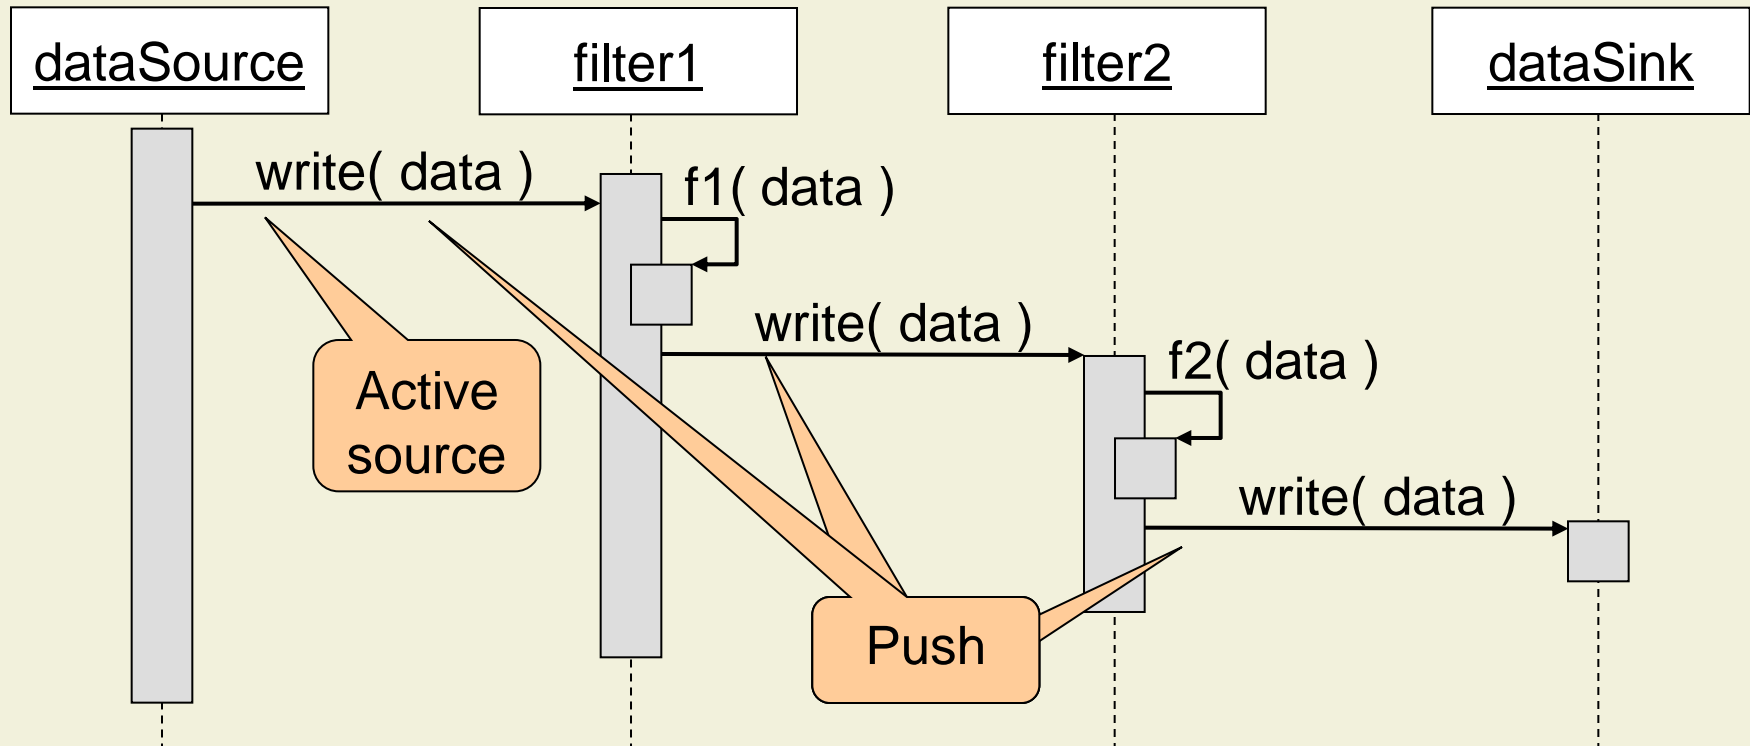 dataSource
filter1
filter2
dataSink
write( data )
f1( data )
write( data )
f2( data )
Active
source
write( data )
Push